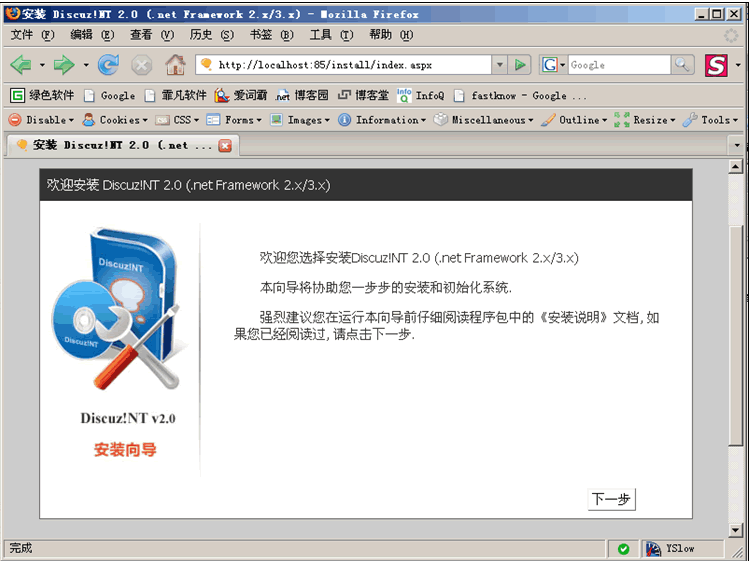 安装 Discuz!NT 2.0 (.net Framework 2.x/3.x) - Mozilla Firefox
文件 (F) 编辑 (E) 查看 (V) 历史 (S) 书签 (B) 工具 (T) 帮助 (H)
http://localhost:85/install/index.aspx G Google S
绿色软件 Google 霏凡软件 爱词霸 .net 博客园 博客堂 InfoQ fastknow - Google ...
Disable Cookies CSS Forms Images Information Miscellaneous Outline Resize Tools
安装 Discuz!NT 2.0 (.net ...
欢迎安装 Discuz!NT 2.0 (.net Framework 2.x/3.x)
欢迎您选择安装Discuz!NT 2.0 (.net Framework 2.x/3.x)
本向导将协助您一步步的安装和初始化系统.
强烈建议您在运行本向导前仔细阅读程序包中的《安装说明》文档, 如
果您已经阅读过, 请点击下一步.
Discuz!NT
Discuz!NT
Discuz!NT v2.0
安装向导
下一步
完成 YSlow